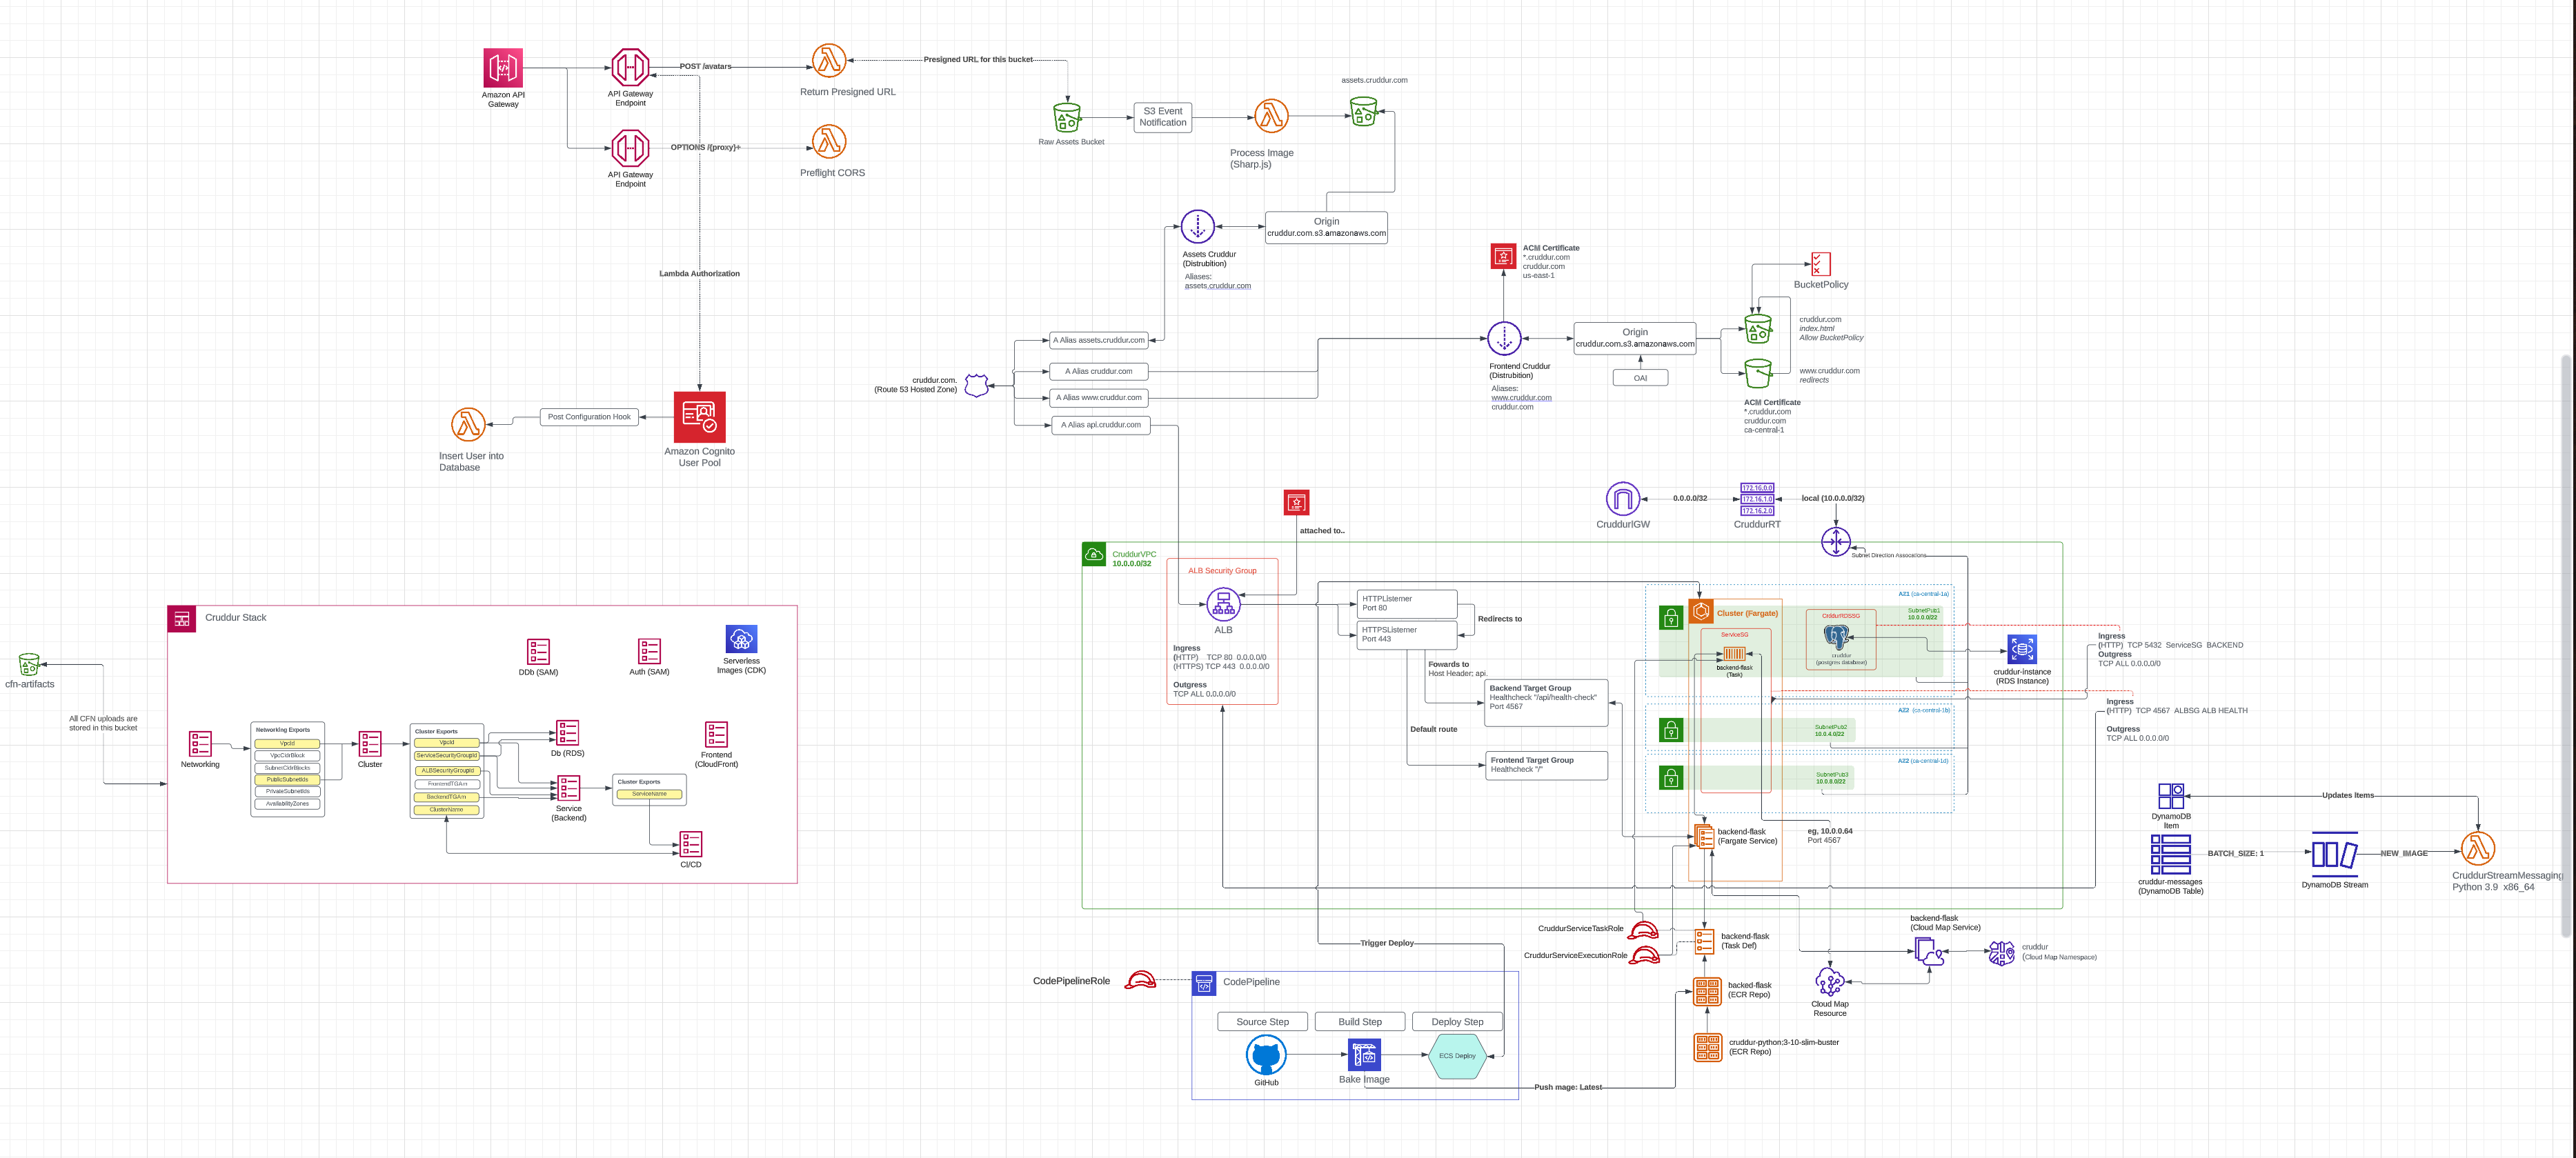 Amazon API
Gateway
API Gateway
Endpoint
POST /avatars
Return Presigned URL
Presigned URL for this bucket
API Gateway
Endpoint
OPTIONS /{proxy}+
Preflight CORS
Raw Assets Bucket
S3 Event
Notification
Process Image
(Sharp.js)
assets.cruddur.com
Lambda Authorization
Assets Cruddur
(Distrubition)
Aliases:
assets.cruddur.com
Origin
cruddur.com.s3.amazonaws.com
ACM Certificate
*.cruddur.com
cruddur.com
us-east-1
BucketPolicy
cruddur.com.
(Route 53 Hosted Zone)
A Alias assets.cruddur.com
A Alias cruddur.com
A Alias www.cruddur.com
A Alias api.cruddur.com
Frontend Cruddur
(Distrubition)
Aliases:
www.cruddur.com
cruddur.com
Origin
cruddur.com.s3.amazonaws.com
OAI
cruddur.com
index.html
Allow BucketPolicy
www.cruddur.com
redirects
ACM Certificate
*.cruddur.com
cruddur.com
ca-central-1
Insert User into
Database
Post Configuration Hook
Amazon Cognito
User Pool
attached to..
CruddurIGW
0.0.0.0/32
172.16.0.0
172.16.1.0
172.16.2.0
CruddurRT
local (10.0.0.0/32)
Subnet Direction Assocations
CruddurVPC
10.0.0.0/32
ALB Security Group
ALB
Ingress
(HTTP) TCP 80 0.0.0.0/0
(HTTPS) TCP 443 0.0.0.0/0
Outgress
TCP ALL 0.0.0.0/0
HTTPListerner
Port 80
HTTPSListerner
Port 443
Redirects to
Fowards to
Host Header; api.
Default route
Backend Target Group
Healthcheck "/api/health-check"
Port 4567
Frontend Target Group
Healthcheck "/"
Cluster (Fargate)
ServiceSG
backend-flask
(Task)
CrddurRDSSG
cruddur
(postgres database)
AZ1 (ca-central-1a)
SubnetPub1
10.0.0.0/22
AZ2 (ca-central-1b)
SubnetPub2
10.0.4.0/22
AZ2 (ca-central-1d)
SubnetPub3
10.0.8.0/22
cruddur-instance
(RDS Instance)
Ingress
(HTTP) TCP 5432 ServiceSG BACKEND
Outgress
TCP ALL 0.0.0.0/0
Ingress
(HTTP) TCP 4567 ALBSG ALB HEALTH
Outgress
TCP ALL 0.0.0.0/0
backend-flask
(Fargate Service)
eg, 10.0.0.64
Port 4567
DynamoDB
Item
Updates Items
cruddur-messages
(DynamoDB Table)
BATCH_SIZE: 1
DynamoDB Stream
NEW_IMAGE
CruddurStreamMessaging
Python 3.9 x86_64
cfn-artifacts
All CFN uploads are
stored in this bucket
Cruddur Stack
DDb (SAM)
Auth (SAM)
Serverless
Images (CDK)
Networking
Networking Exports
VpcId
VpcCidrBlock
SubnetCidrBlocks
PublicSubnetIds
PrivateSubnetIds
AvailabilityZones
Cluster
Cluster Exports
VpcId
ServiceSecurityGroupId
ALBSecurityGroupId
FrontendTGArn
BackendTGArn
ClusterName
Db (RDS)
Frontend
(CloudFront)
Service
(Backend)
Cluster Exports
ServiceName
CI/CD
CruddurServiceTaskRole
CruddurServiceExecutionRole
backend-flask
(Task Def)
backend-flask
(Cloud Map Service)
cruddur
(Cloud Map Namespace)
Cloud Map
Resource
backed-flask
(ECR Repo)
cruddur-python:3-10-slim-buster
(ECR Repo)
Trigger Deploy
CodePipelineRole
CodePipeline
Source Step
Build Step
Deploy Step
GitHub
Bake Image
ECS Deploy
Push mage: Latest